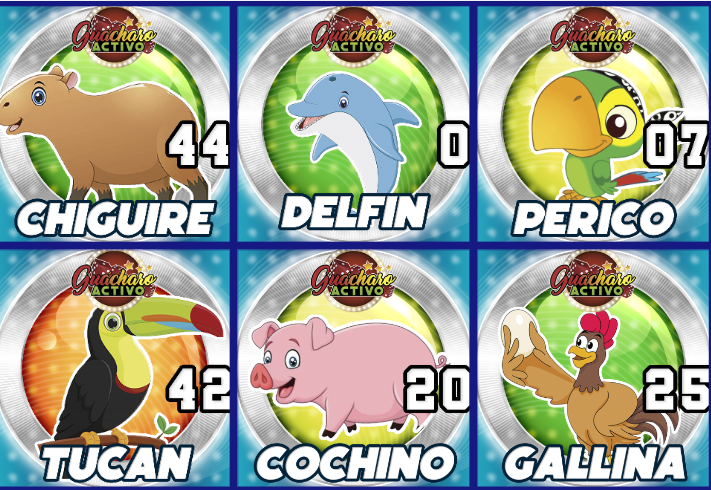 Guacharo
ACTIVO
44
CHIGUIRE
Guacharo
ACTIVO
0
DELFIN
Guacharo
ACTIVO
07
PERICO
Guacharo
ACTIVO
42
TUCAN
Guacharo
ACTIVO
20
COCHINO
Guacharo
ACTIVO
25
GALLINA